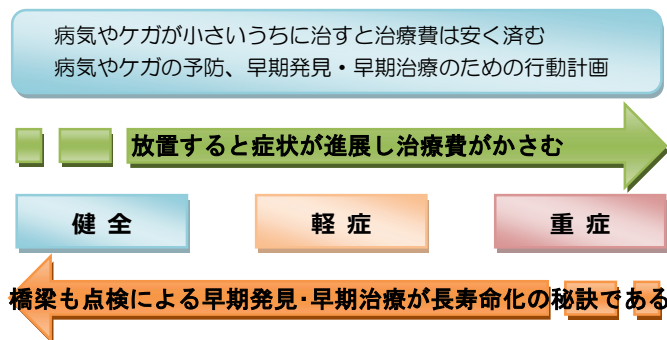 病気やケガが小さいうちに治すと治療費は安く済む
病気やケガの予防、早期発見・早期治療のための行動計画
放置すると症状が進展し治療費がかさむ
健 全
軽 症
重 症
橋梁も点検による早期発見･早期治療が長寿命化の秘訣である